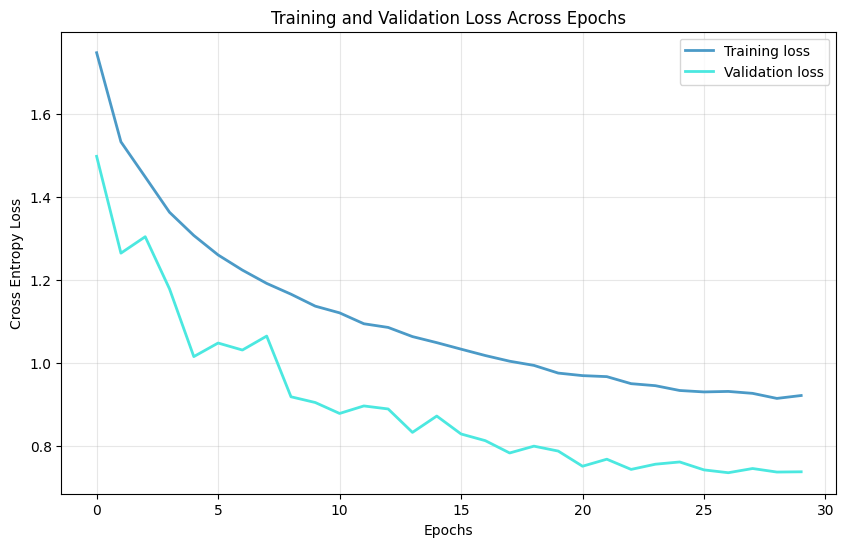 Training and Validation Loss Across Epochs
Training loss
Validation loss
Cross Entropy Loss
1.6
1.4
1.2
1.0
0.8
0 5 10 15 20 25 30
Epochs